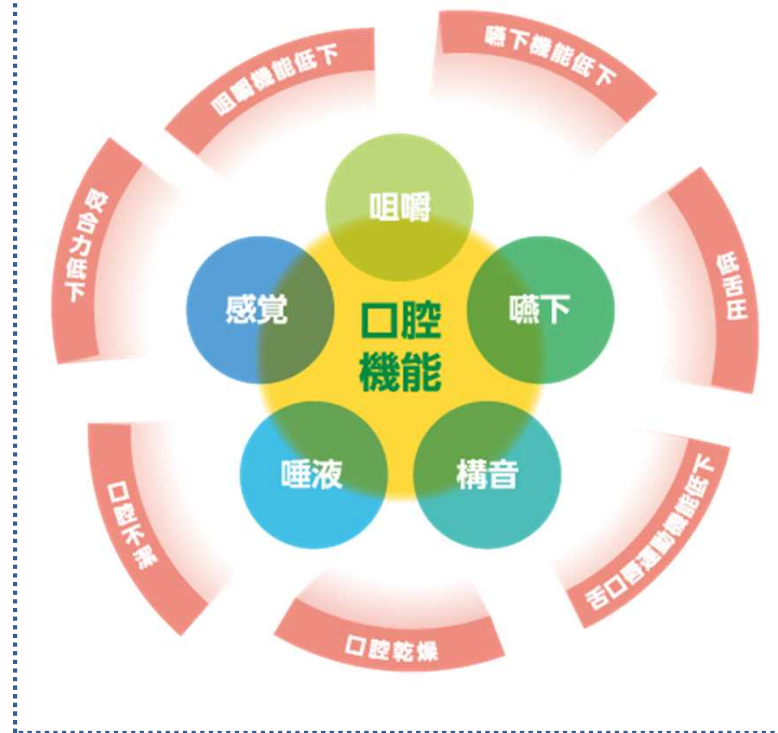 咀嚼機能低下
嚥下機能低下
低舌圧
舌口唇運動機能低下
口腔乾燥
口腔不潔
咬合力低下
咀嚼
嚥下
構音
唾液
感覚
口腔
機能